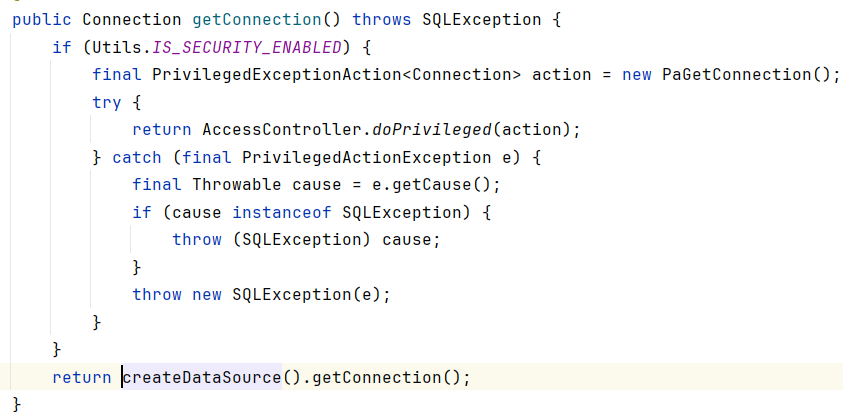 public Connection getConnection() throws SQLException {
    if (Utils.IS_SECURITY_ENABLED) {
        final PrivilegedExceptionAction<Connection> action = new PaGetConnection();
        try {
            return AccessController.doPrivileged(action);
        } catch (final PrivilegedActionException e) {
            final Throwable cause = e.getCause();
            if (cause instanceof SQLException) {
                throw (SQLException) cause;
            }
            throw new SQLException(e);
        }
    }
    return createDataSource().getConnection();
}